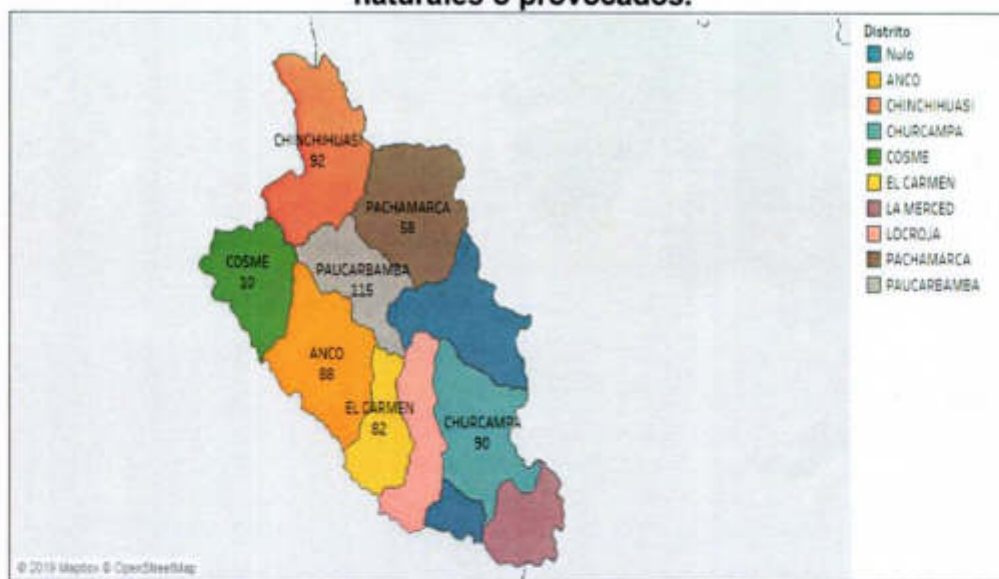 naturales o provocados.
CHINCHIHUASI
92
PACHAMARCA
58
COSME
10
PAUCARBAMBA
115
ANCO
88
EL CARMEN
82
CHURCAMPA
90
Distrito
Nulo
ANCO
CHINCHIHUASI
CHURCAMPA
COSME
EL CARMEN
LA MERCED
LOCROJA
PACHAMARCA
PAUCARBAMBA
© 2019 Mapbox © OpenStreetMap